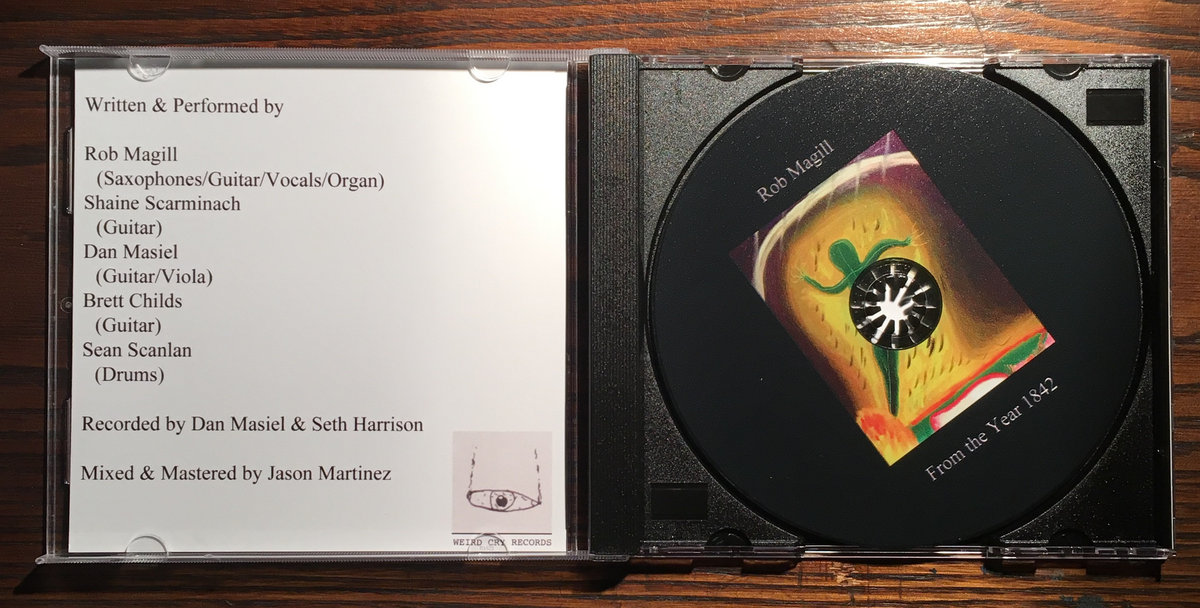 Written & Performed by
Rob Magill
(Saxophones/Guitar/Vocals/Organ)
Shaine Scarminach
(Guitar)
Dan Masiel
(Guitar/Viola)
Brett Childs
(Guitar)
Sean Scanlan
(Drums)
Recorded by Dan Masiel & Seth Harrison
Mixed & Mastered by Jason Martinez
WEIRD CRY RECORDS
Rob Magill
From the Year 1842